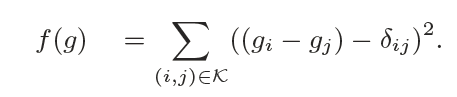 f(g) = ∑_{(i,j)∈𝒦} ((g_i − g_j) − δ_{ij})².